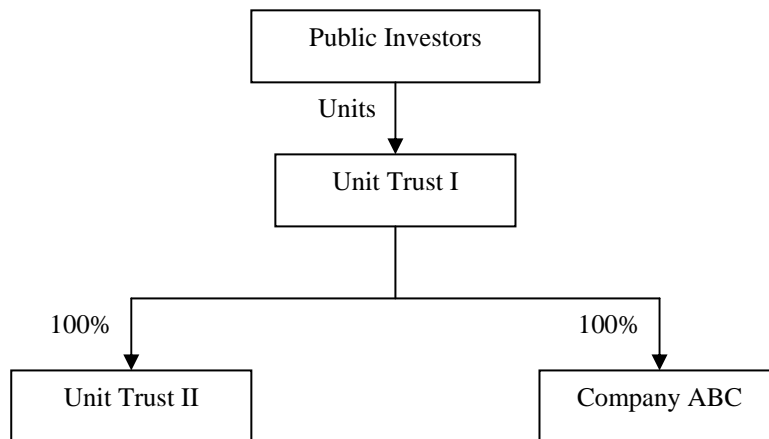 Public Investors
Units
Unit Trust I
100%
100%
Unit Trust II
Company ABC